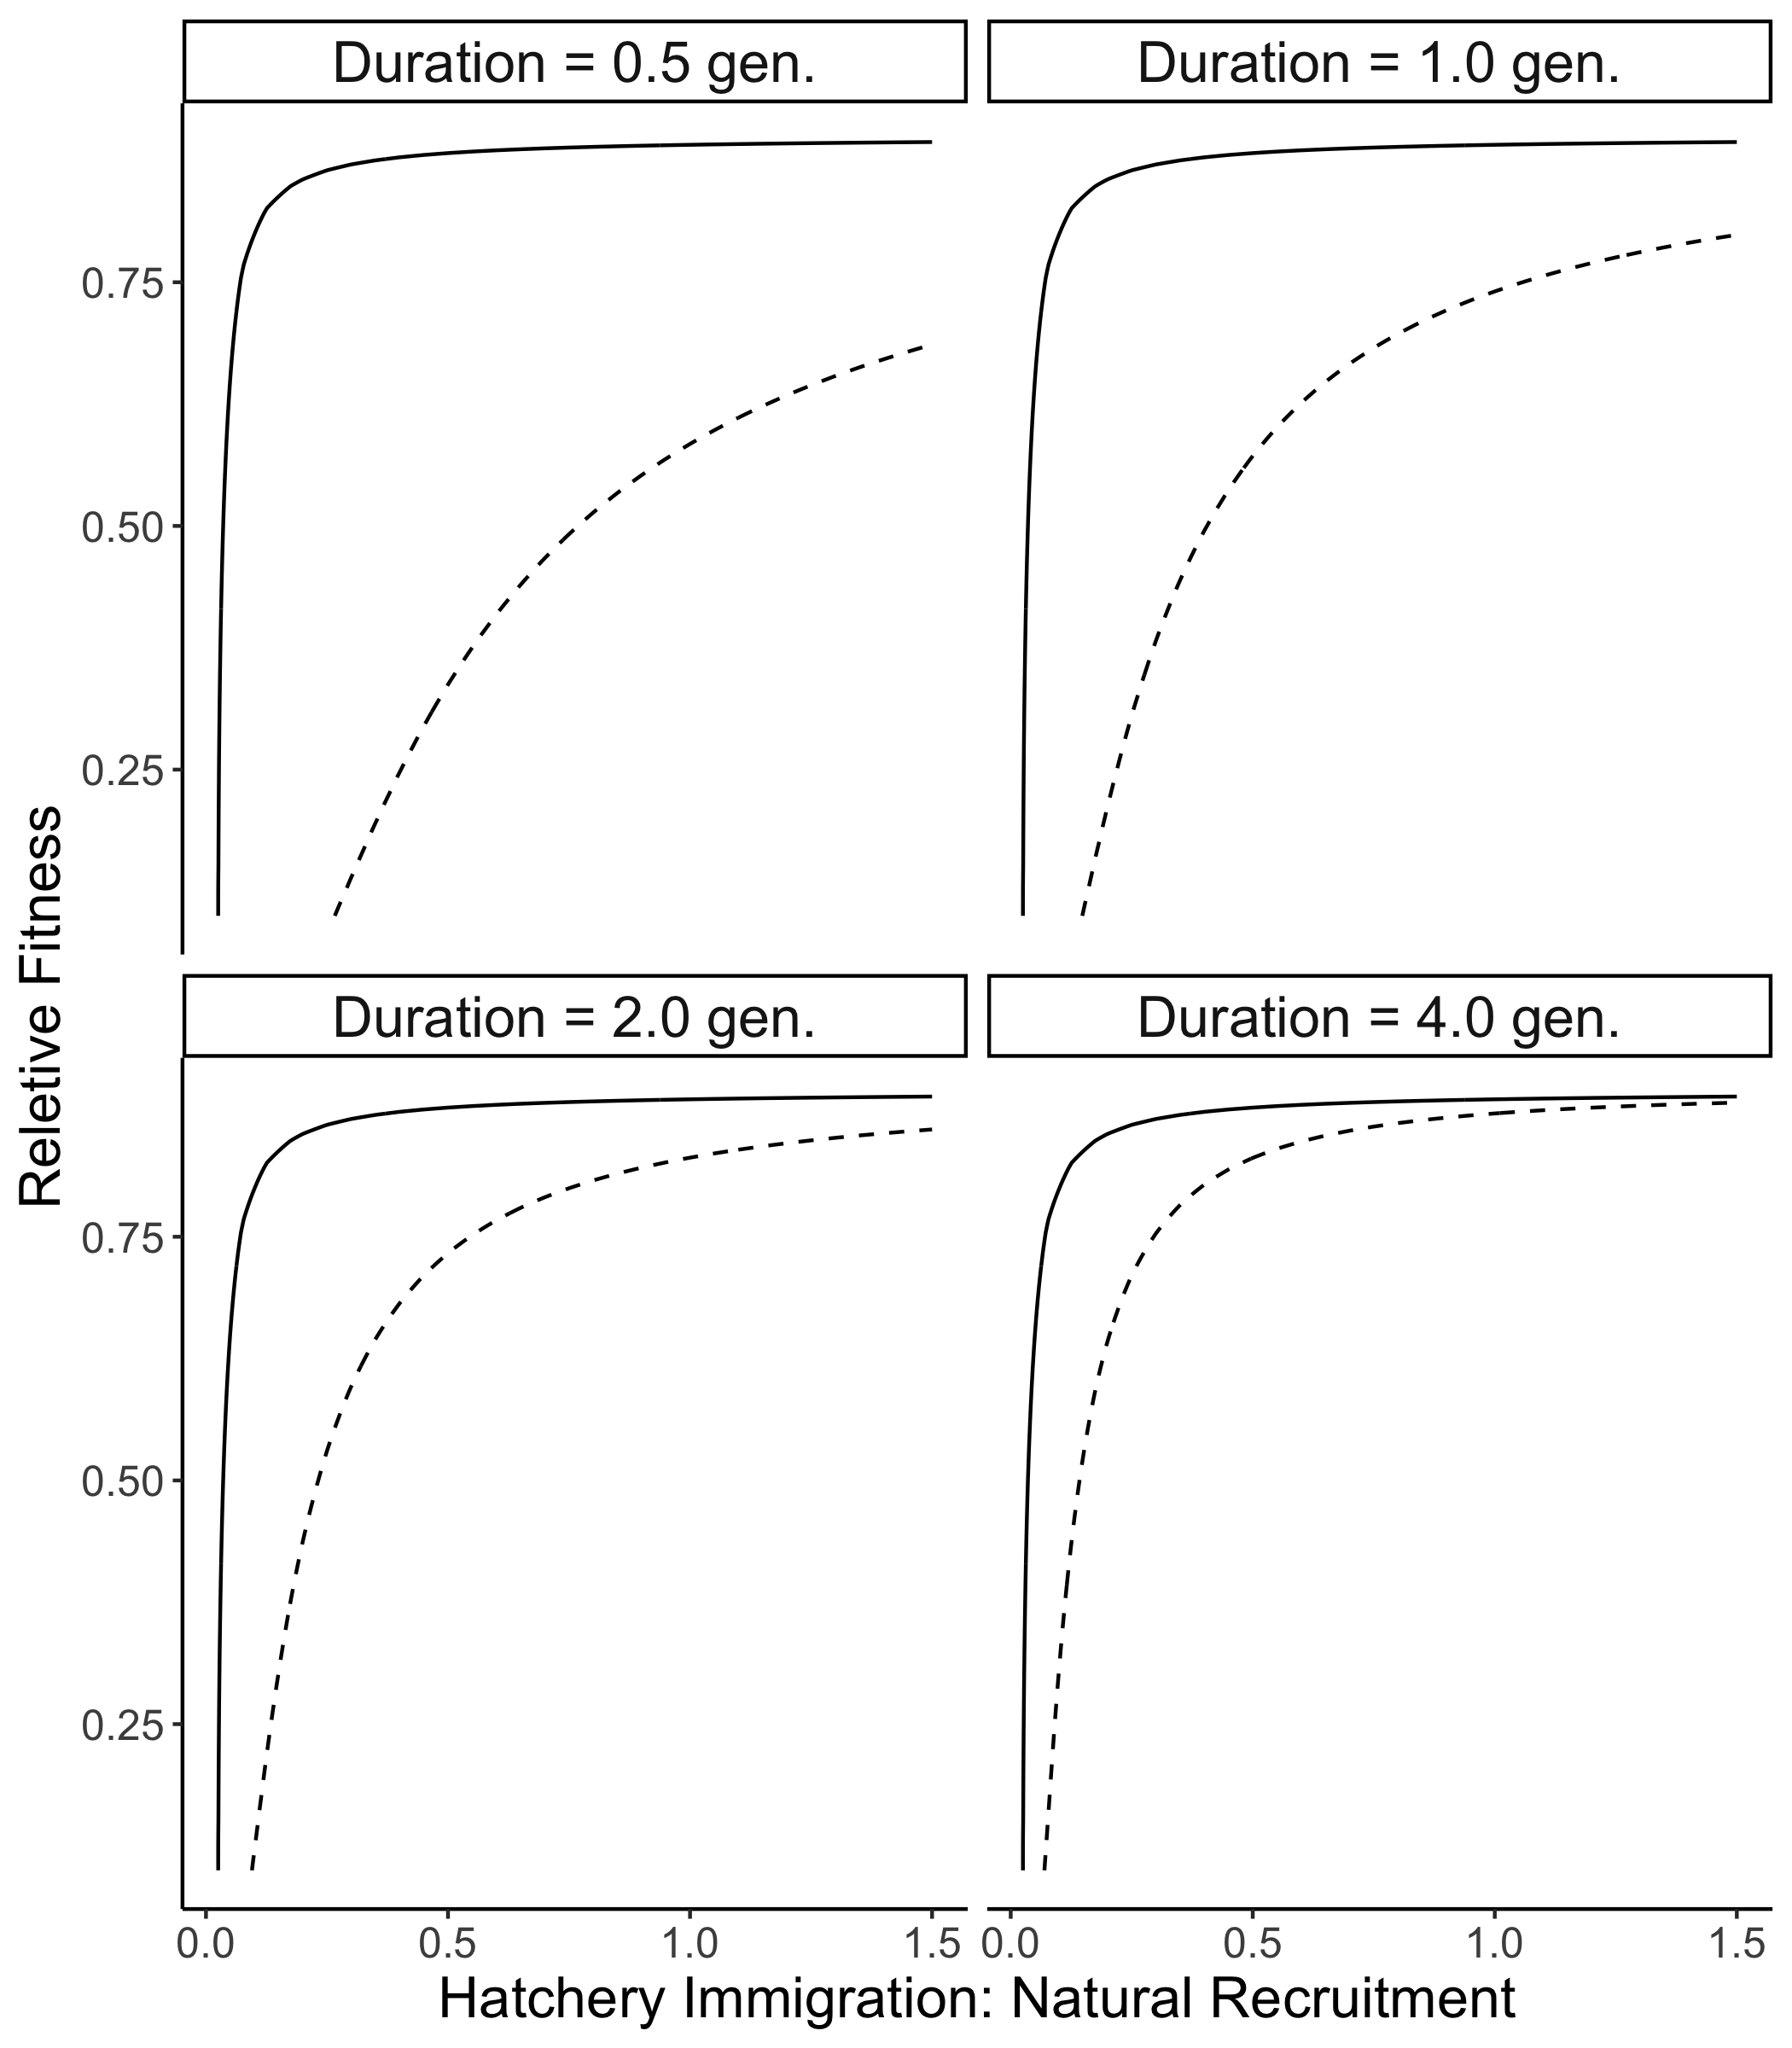 Duration = 0.5 gen.
Duration = 1.0 gen.
0.75
0.50
0.25
Reletive Fitness
Duration = 2.0 gen.
Duration = 4.0 gen.
0.75
0.50
0.25
0.0 0.5 1.0 1.5 0.0 0.5 1.0 1.5
Hatchery Immigration: Natural Recruitment